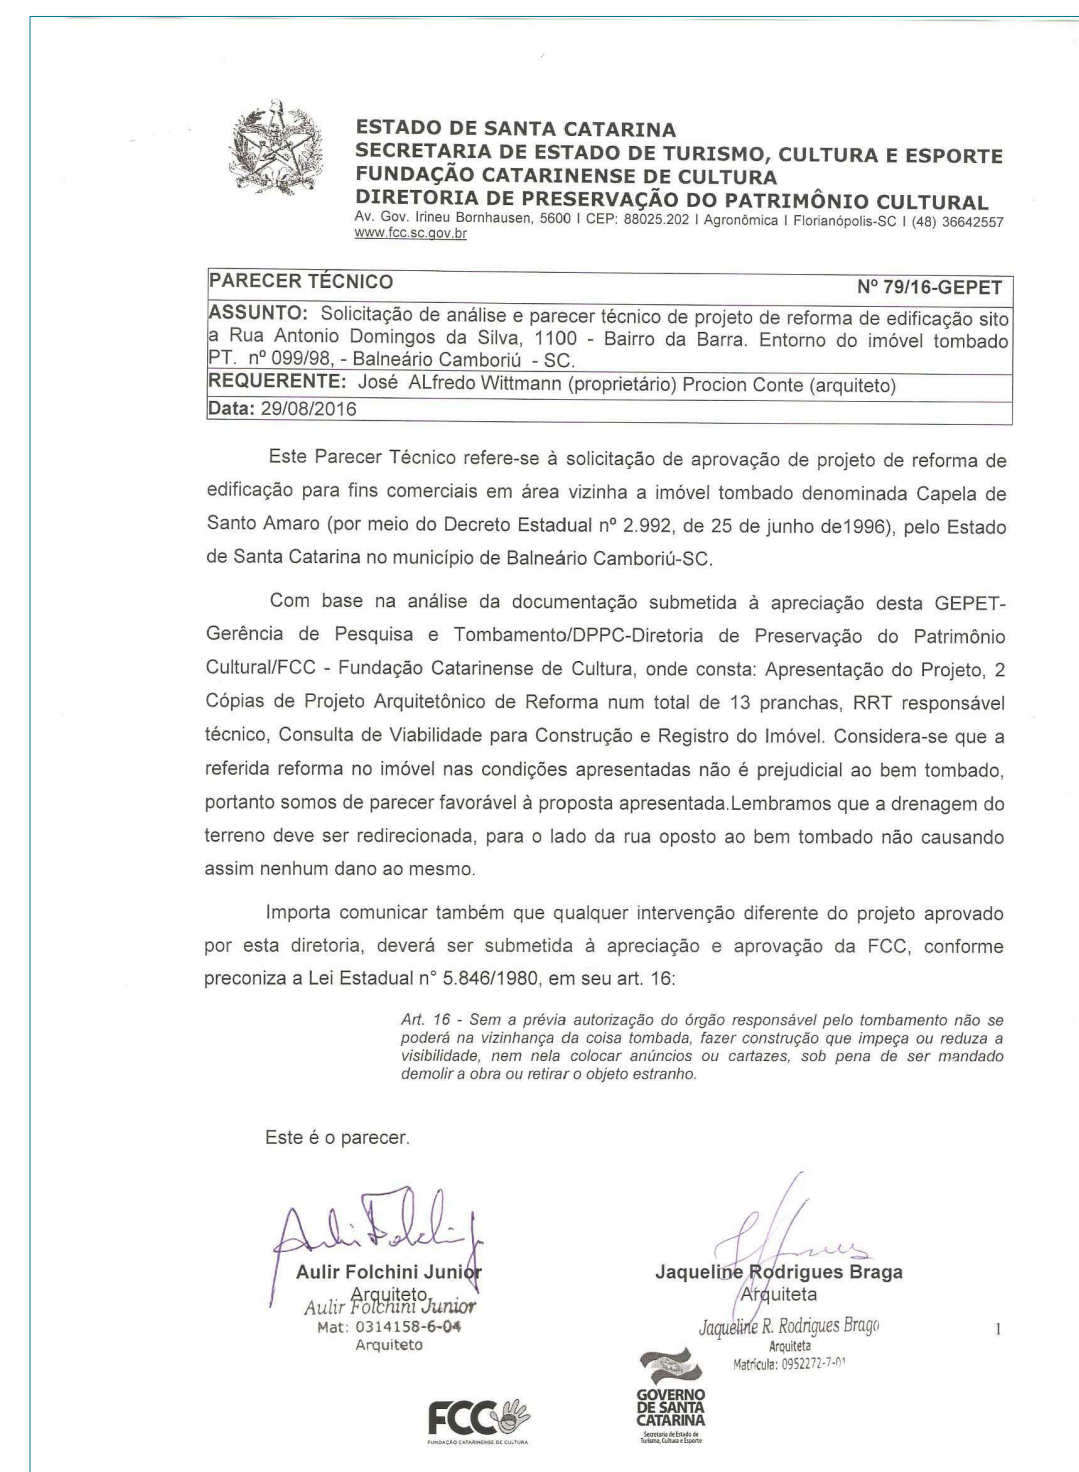 ESTADO DE SANTA CATARINA
SECRETARIA DE ESTADO DE TURISMO, CULTURA E ESPORTE
FUNDAÇÃO CATARINENSE DE CULTURA
DIRETORIA DE PRESERVAÇÃO DO PATRIMÔNIO CULTURAL
Av. Gov. Irineu Bornhausen, 5600 I CEP: 88025.202 I Agronômica I Florianópolis-SC I (48) 36642557
www.fcc.sc.gov.br
PARECER TÉCNICO Nº 79/16-GEPET
ASSUNTO: Solicitação de análise e parecer técnico de projeto de reforma de edificação sito
a Rua Antonio Domingos da Silva, 1100 - Bairro da Barra. Entorno do imóvel tombado
PT. nº 099/98, - Balneário Camboriú - SC.
REQUERENTE: José ALfredo Wittmann (proprietário) Procion Conte (arquiteto)
Data: 29/08/2016
Este Parecer Técnico refere-se à solicitação de aprovação de projeto de reforma de
edificação para fins comerciais em área vizinha a imóvel tombado denominada Capela de
Santo Amaro (por meio do Decreto Estadual nº 2.992, de 25 de junho de1996), pelo Estado
de Santa Catarina no município de Balneário Camboriú-SC.
Com base na análise da documentação submetida à apreciação desta GEPET-
Gerência de Pesquisa e Tombamento/DPPC-Diretoria de Preservação do Patrimônio
Cultural/FCC - Fundação Catarinense de Cultura, onde consta: Apresentação do Projeto, 2
Cópias de Projeto Arquitetônico de Reforma num total de 13 pranchas, RRT responsável
técnico, Consulta de Viabilidade para Construção e Registro do Imóvel. Considera-se que a
referida reforma no imóvel nas condições apresentadas não é prejudicial ao bem tombado,
portanto somos de parecer favorável à proposta apresentada.Lembramos que a drenagem do
terreno deve ser redirecionada, para o lado da rua oposto ao bem tombado não causando
assim nenhum dano ao mesmo.
Importa comunicar também que qualquer intervenção diferente do projeto aprovado
por esta diretoria, deverá ser submetida à apreciação e aprovação da FCC, conforme
preconiza a Lei Estadual n° 5.846/1980, em seu art. 16:
Art. 16 - Sem a prévia autorização do órgão responsável pelo tombamento não se
poderá na vizinhança da coisa tombada, fazer construção que impeça ou reduza a
visibilidade, nem nela colocar anúncios ou cartazes, sob pena de ser mandado
demolir a obra ou retirar o objeto estranho.
Este é o parecer.
Aulir Folchini Junior
Arquiteto
Aulir Folchini Junior
Mat: 0314158-6-04
Arquiteto
Jaqueline Rodrigues Braga
Arquiteta
Jaqueline R. Rodrigues Braga
Arquiteta
Matrícula: 0952272-7-01
1
FCC
FUNDAÇÃO CATARINENSE DE CULTURA
GOVERNO
DE SANTA
CATARINA
Secretaria de Estado de
Turismo, Cultura e Esporte